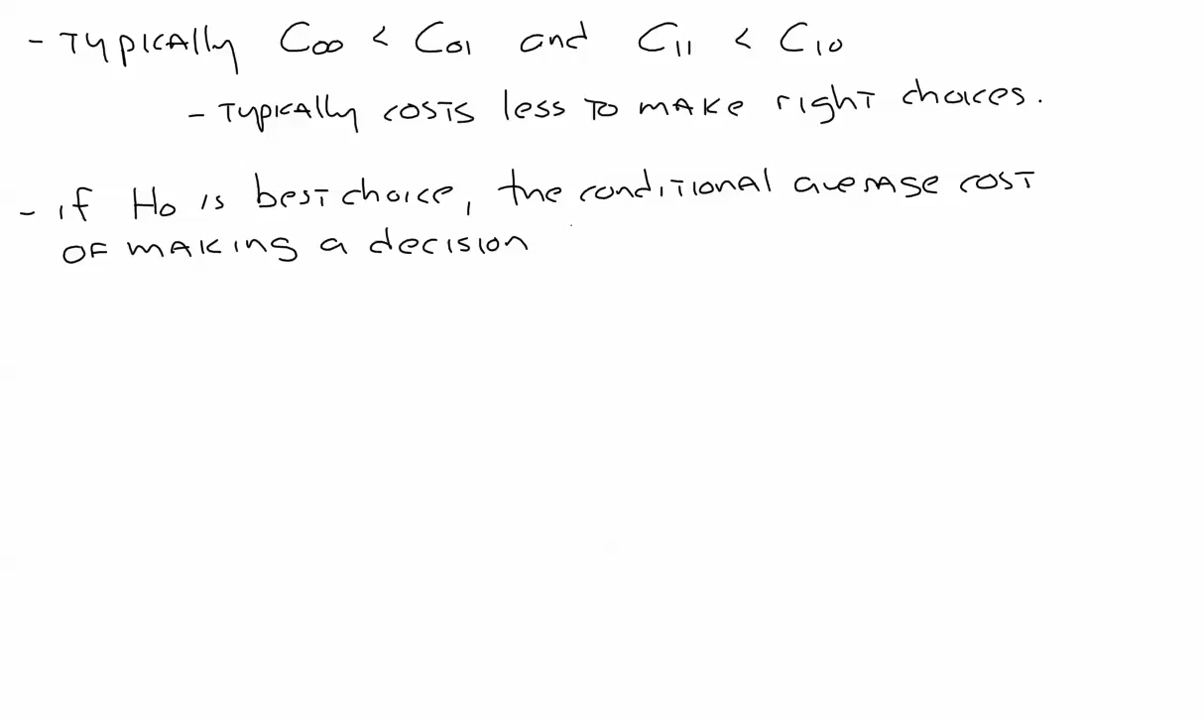 - Typically C00 < C01 and C11 < C10
- Typically costs less to make right choices.
- if H0 is best choice, the conditional average cost
of making a decision